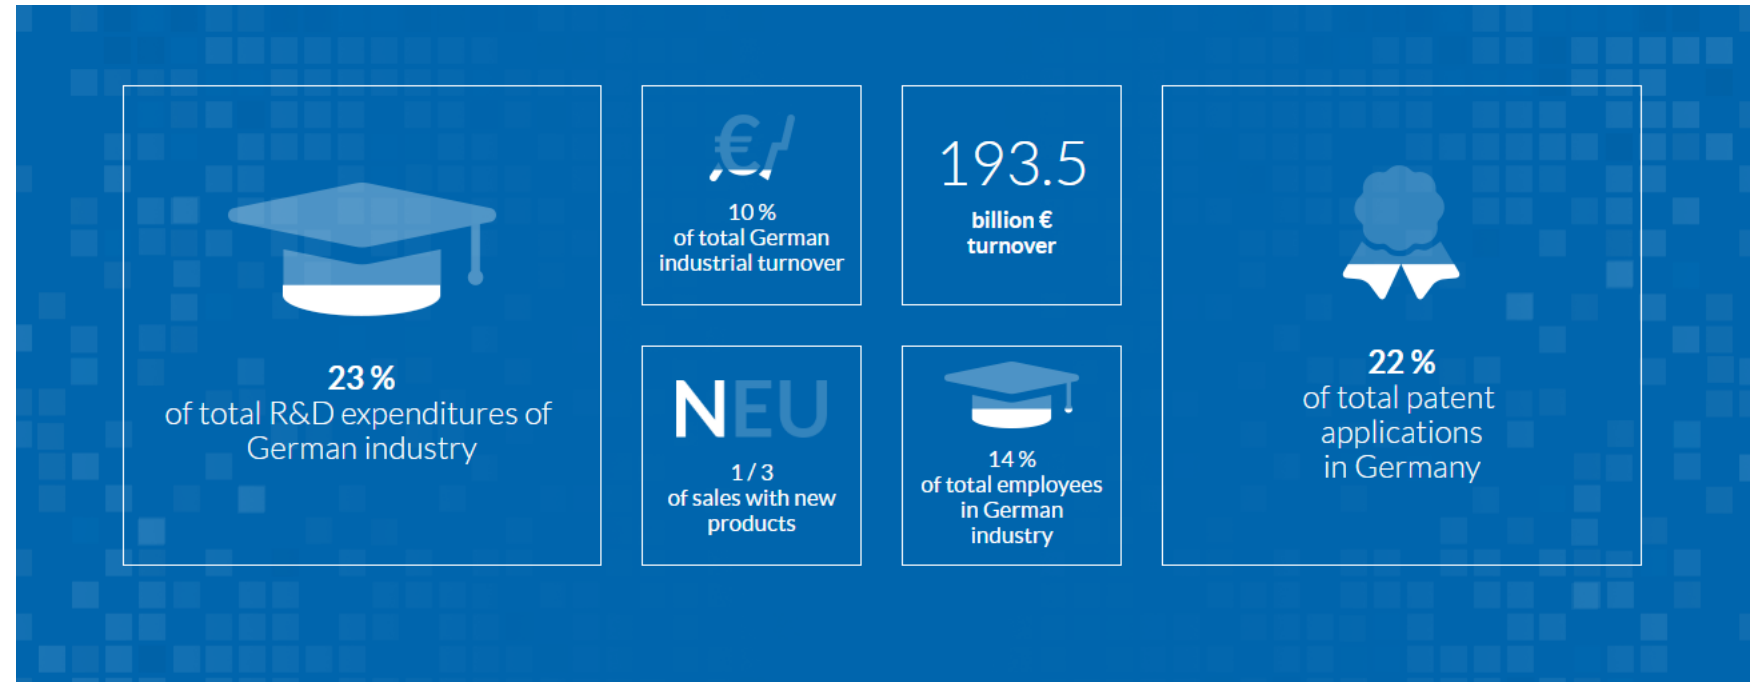 23 %
of total R&D expenditures of
German industry
€
10 %
of total German
industrial turnover
193.5
billion €
turnover
NEU
1 / 3
of sales with new
products
14 %
of total employees
in German
industry
22 %
of total patent
applications
in Germany